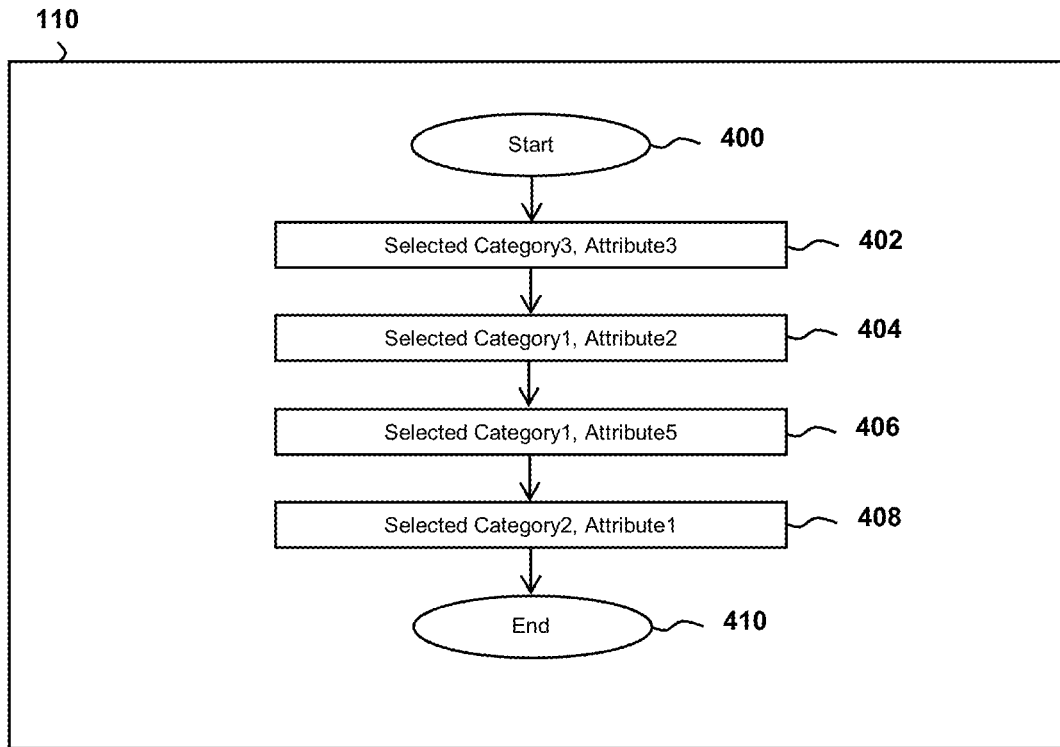 110
Start
400
Selected Category3, Attribute3
402
Selected Category1, Attribute2
404
Selected Category1, Attribute5
406
Selected Category2, Attribute1
408
End
410